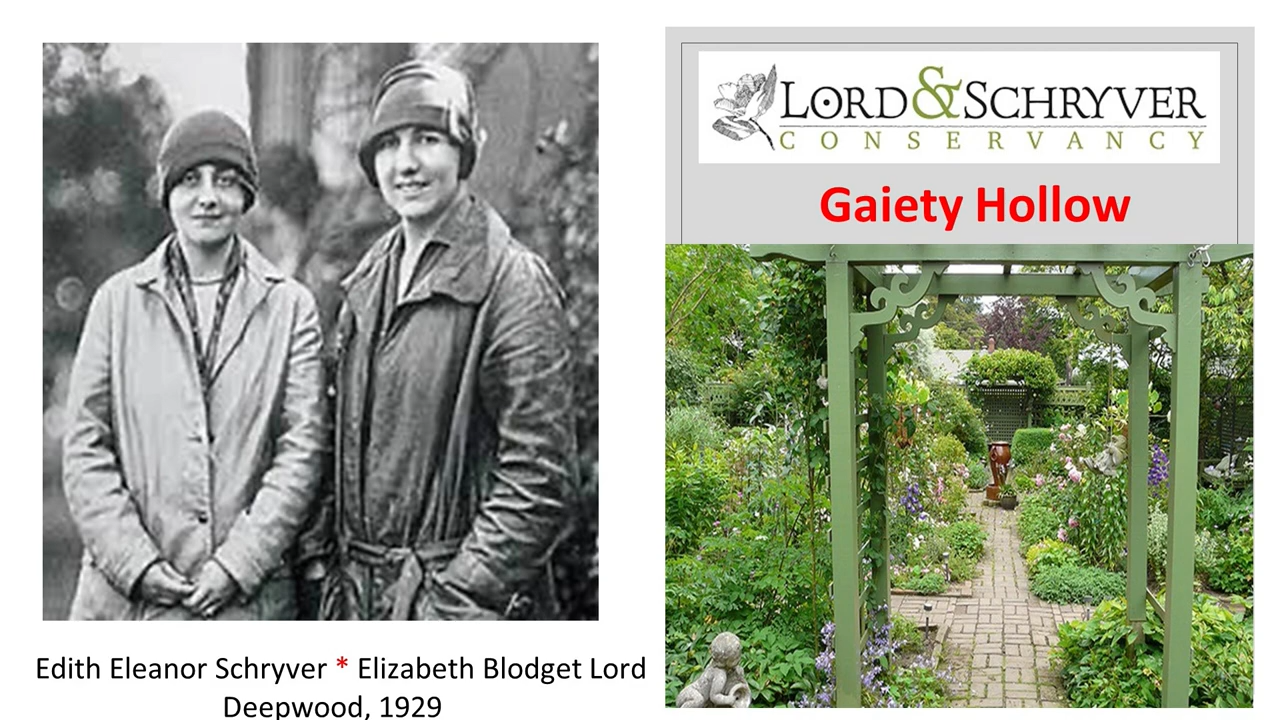 Edith Eleanor Schryver * Elizabeth Blodget Lord
Deepwood, 1929
LORD&SCHRYVER
CONSERVANCY
Gaiety Hollow